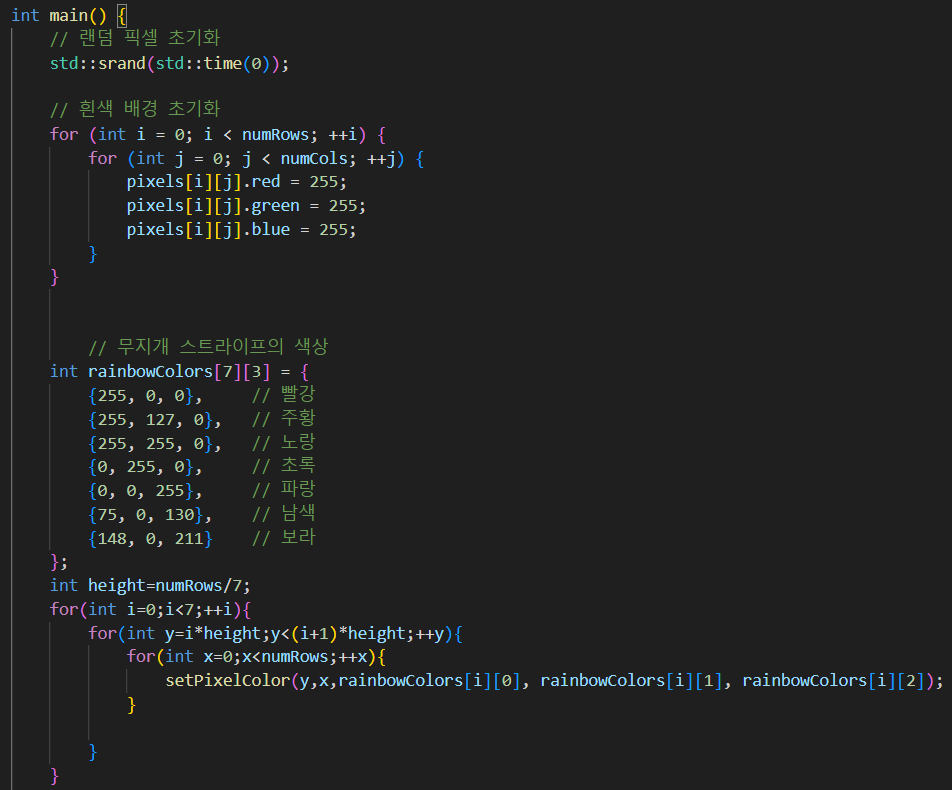 int main() {
// 랜덤 픽셀 초기화
std::srand(std::time(0));
// 흰색 배경 초기화
for (int i = 0; i < numRows; ++i) {
for (int j = 0; j < numCols; ++j) {
pixels[i][j].red = 255;
pixels[i][j].green = 255;
pixels[i][j].blue = 255;
}
}
// 무지개 스트라이프의 색상
int rainbowColors[7][3] = {
{255, 0, 0}, // 빨강
{255, 127, 0}, // 주황
{255, 255, 0}, // 노랑
{0, 255, 0}, // 초록
{0, 0, 255}, // 파랑
{75, 0, 130}, // 남색
{148, 0, 211} // 보라
};
int height=numRows/7;
for(int i=0;i<7;++i){
for(int y=i*height;y<(i+1)*height;++y){
for(int x=0;x<numRows;++x){
setPixelColor(y,x,rainbowColors[i][0], rainbowColors[i][1], rainbowColors[i][2]);
}
}
}